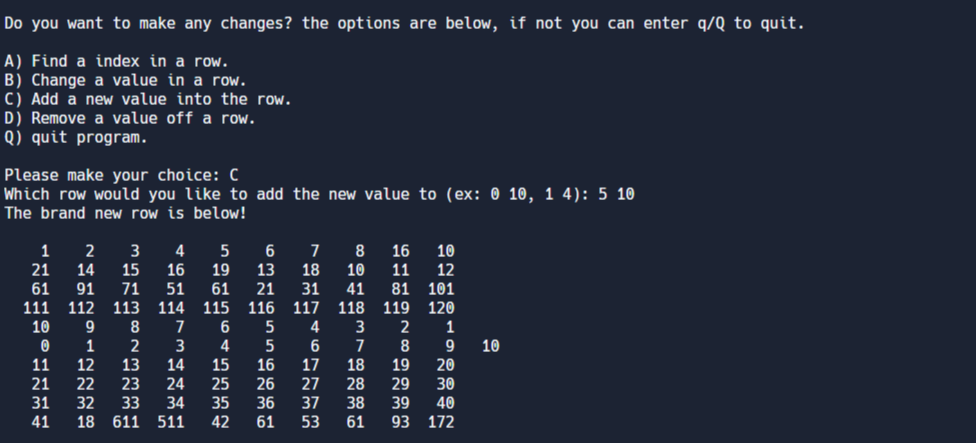 Do you want to make any changes? the options are below, if not you can enter q/Q to quit.
A) Find a index in a row.
B) Change a value in a row.
C) Add a new value into the row.
D) Remove a value off a row.
Q) quit program.
Please make your choice: C
Which row would you like to add the new value to (ex: 0 10, 1 4): 5 10
The brand new row is below!
1 2 3 4 5 6 7 8 16 10
21 14 15 16 19 13 18 10 11 12
61 91 71 51 61 21 31 41 81 101
111 112 113 114 115 116 117 118 119 120
10 9 8 7 6 5 4 3 2 1
0 1 2 3 4 5 6 7 8 9 10
11 12 13 14 15 16 17 18 19 20
21 22 23 24 25 26 27 28 29 30
31 32 33 34 35 36 37 38 39 40
41 18 611 511 42 61 53 61 93 172